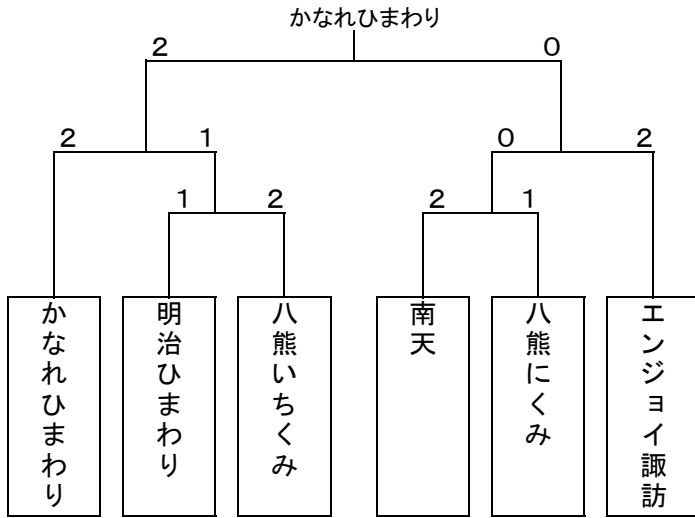 かなれひまわり
２ ０
２ １ ０ ２
１ ２ ２ １
かなれひまわり
明治ひまわり
八熊いちくみ
南天
八熊にくみ
エンジョイ諏訪